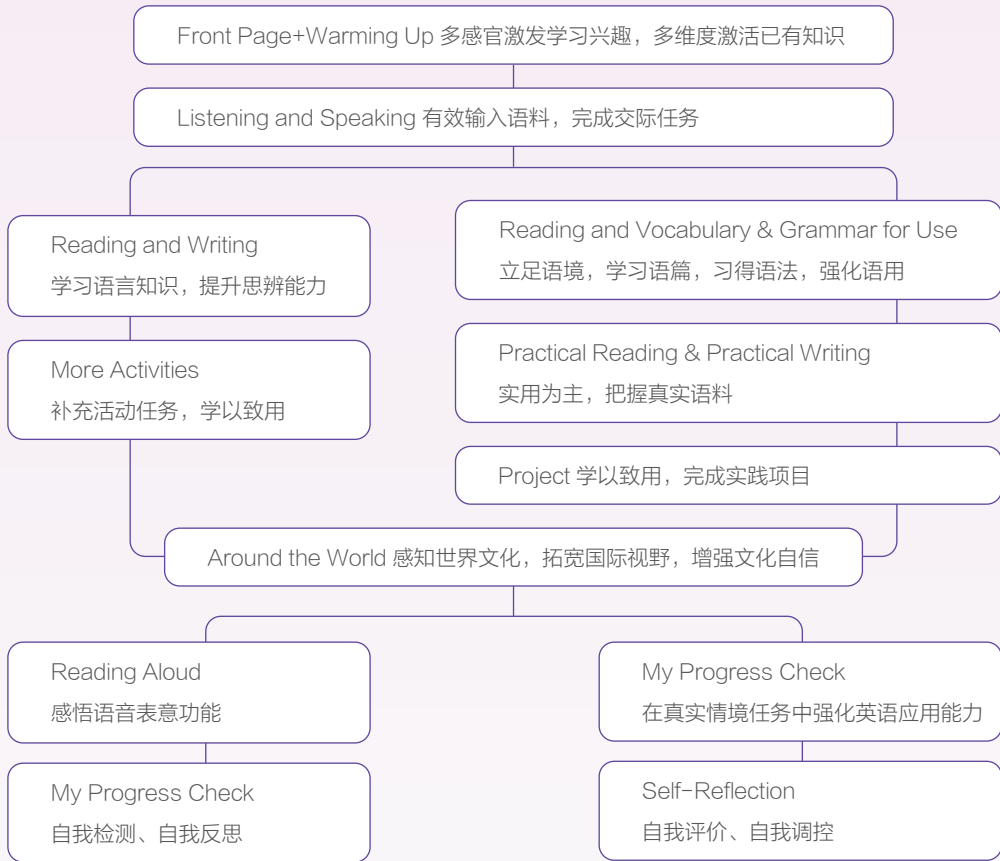 Front Page+Warming Up 多感官激发学习兴趣，多维度激活已有知识
Listening and Speaking 有效输入语料，完成交际任务
Reading and Writing
学习语言知识，提升思辨能力
More Activities
补充活动任务，学以致用
Reading and Vocabulary & Grammar for Use
立足语境，学习语篇，习得语法，强化语用
Practical Reading & Practical Writing
实用为主，把握真实语料
Project 学以致用，完成实践项目
Around the World 感知世界文化，拓宽国际视野，增强文化自信
Reading Aloud
感悟语音表意功能
My Progress Check
自我检测、自我反思
My Progress Check
在真实情境任务中强化英语应用能力
Self-Reflection
自我评价、自我调控